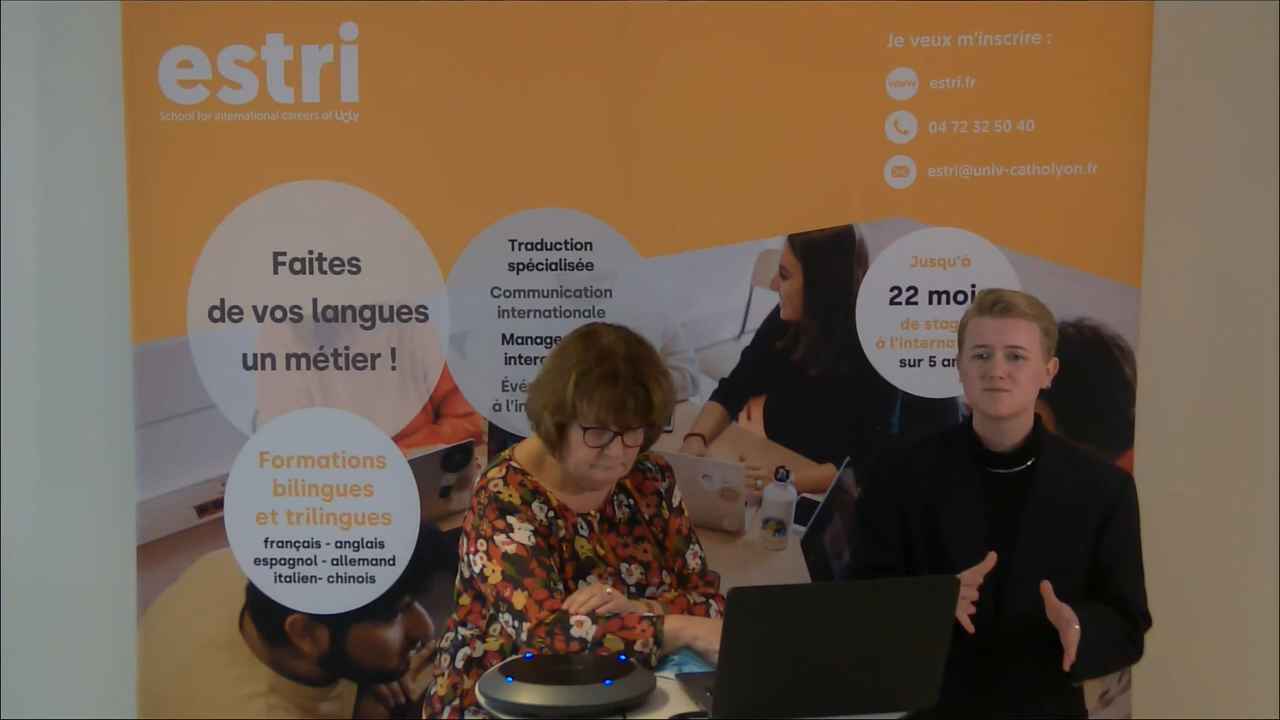 estri
School for international careers of UCLy
Je veux m'inscrire :
www
estri.fr
04 72 32 50 40
estri@univ-catholyon.fr
Faites
de vos langues
un métier !
Traduction
spécialisée
Communication
internationale
Jusqu'à
22
de
à
sur 5
Formations
bilingues
et trilingues
français - anglais
espagnol - allemand
italien- chinois